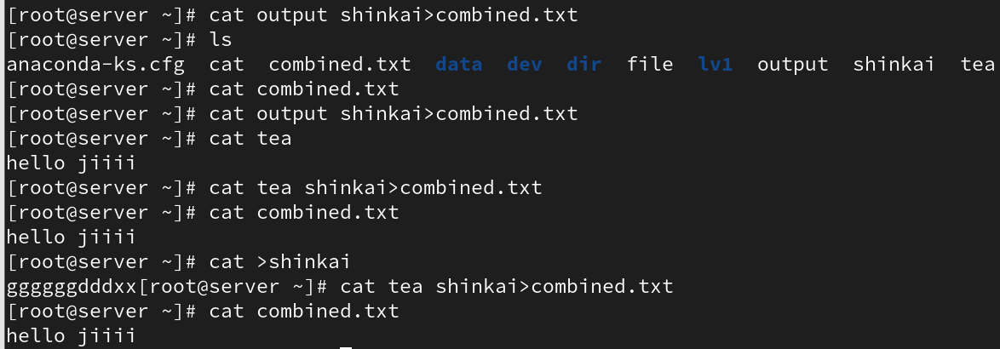 [root@server ~]# cat output shinkai>combined.txt
[root@server ~]# ls
anaconda-ks.cfg  cat  combined.txt  data  dev  dir  file  lv1  output  shinkai  tea
[root@server ~]# cat combined.txt
[root@server ~]# cat output shinkai>combined.txt
[root@server ~]# cat tea
hello jiiii
[root@server ~]# cat tea shinkai>combined.txt
[root@server ~]# cat combined.txt
hello jiiii
[root@server ~]# cat >shinkai
ggggggdddxx[root@server ~]# cat tea shinkai>combined.txt
[root@server ~]# cat combined.txt
hello jiiii